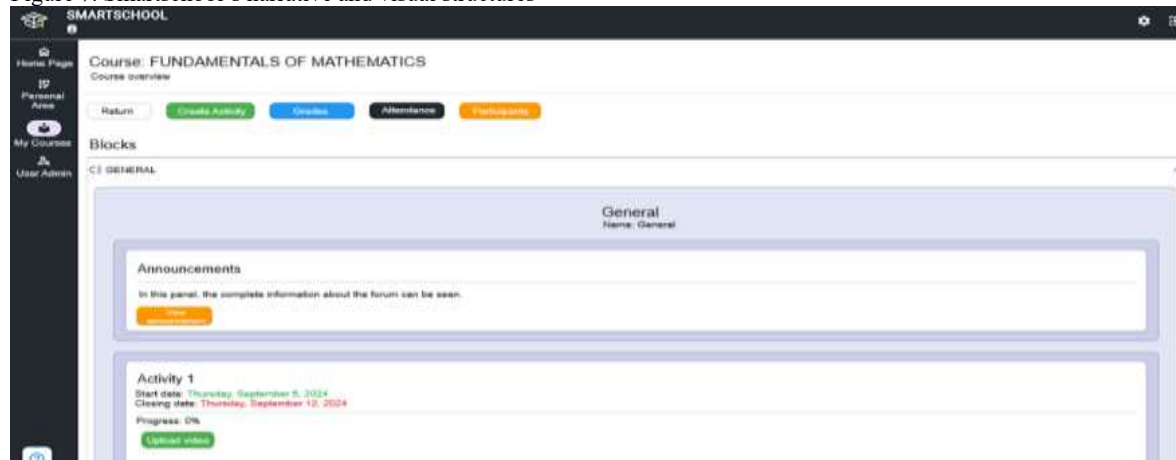 SMARTSCHOOL
Home Page
Personal
Area
My Courses
User Admin
Course: FUNDAMENTALS OF MATHEMATICS
Course overview
Return
Create Activity
Grades
Attendance
Participants
Blocks
GENERAL
General
Name: General
Announcements
In this panel, the complete information about the forum can be seen.
View
Activity 1
Start date: Thursday, September 5, 2024
Closing date: Thursday, September 12, 2024
Progress: 0%
Upload video